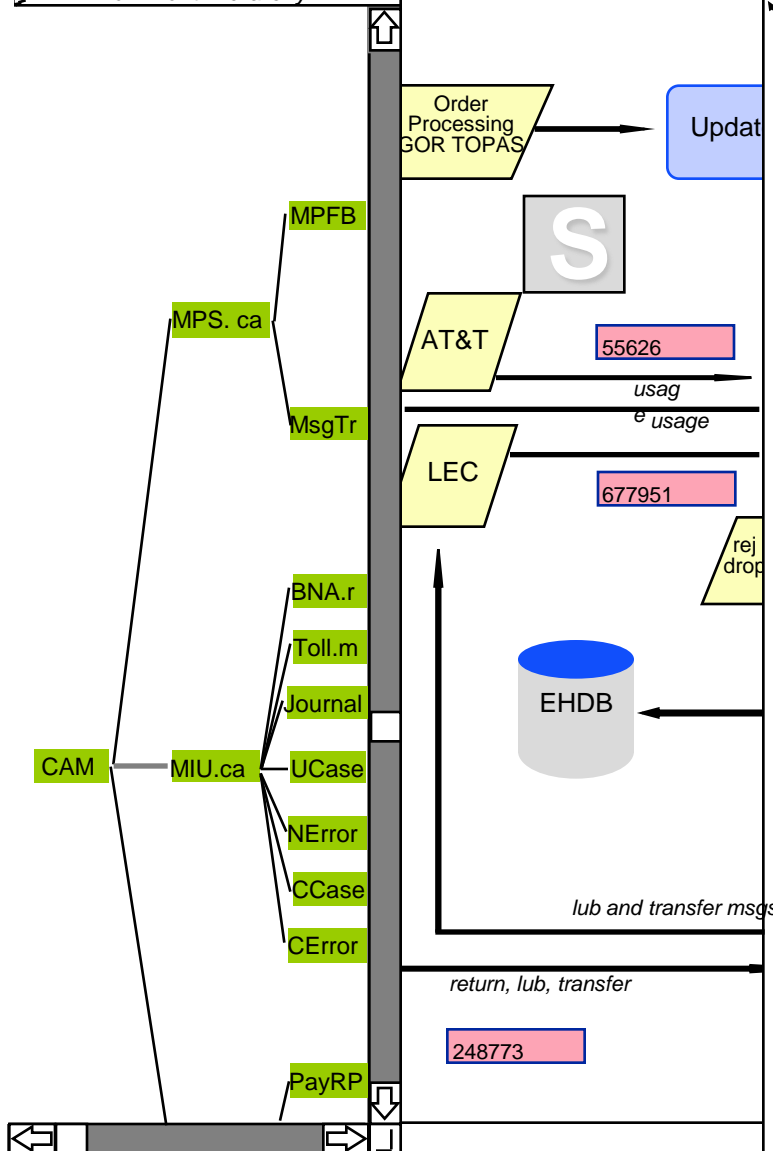 Order
Processing
GOR TOPAS
Updat
S
MPFB
MPS. ca
AT&T
55626
usag
e usage
MsgTr
LEC
677951
rej
drop
BNA.r
Toll.m
Journal
EHDB
CAM
MIU.ca
UCase
NError
CCase
lub and transfer msgs
CError
return, lub, transfer
248773
PayRP